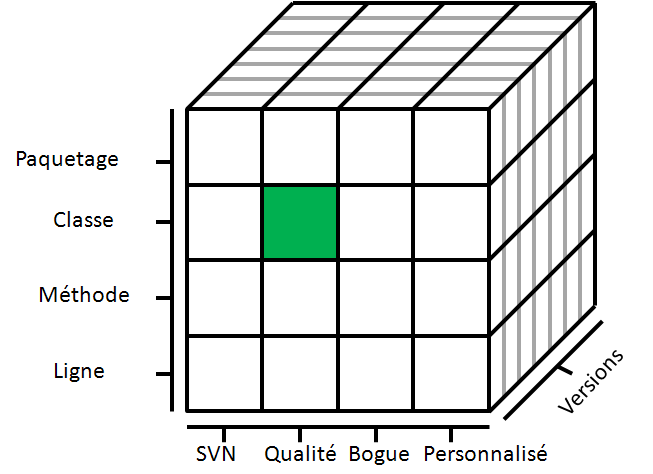 Paquetage
Classe
Méthode
Ligne
SVN Qualité Bogue Personnalisé
Versions